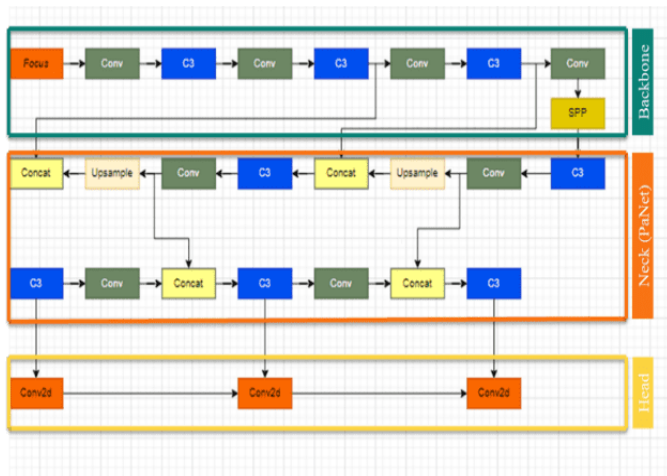 Focus
Conv
C3
Conv
C3
Conv
C3
Conv
SPP
Backbone
Concat
Upsample
Conv
C3
Concat
Upsample
Conv
C3
Neck (PaNet)
C3
Conv
Concat
C3
Conv
Concat
C3
Conv2d
Conv2d
Conv2d
Head